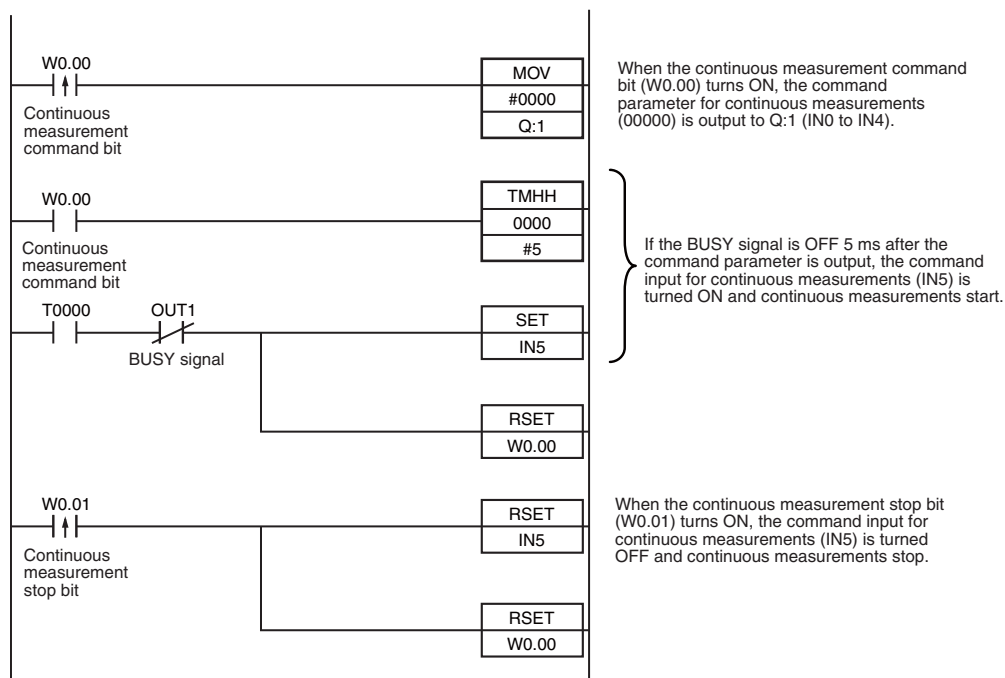 W0.00
Continuous
measurement
command bit
MOV
#0000
Q:1
When the continuous measurement command
bit (W0.00) turns ON, the command
parameter for continuous measurements
(00000) is output to Q:1 (IN0 to IN4).
W0.00
Continuous
measurement
command bit
TMHH
0000
#5
If the BUSY signal is OFF 5 ms after the
command parameter is output, the command
input for continuous measurements (IN5) is
turned ON and continuous measurements start.
T0000
OUT1
BUSY signal
SET
IN5
RSET
W0.00
W0.01
Continuous
measurement
stop bit
RSET
IN5
When the continuous measurement stop bit
(W0.01) turns ON, the command input for
continuous measurements (IN5) is turned
OFF and continuous measurements stop.
RSET
W0.00